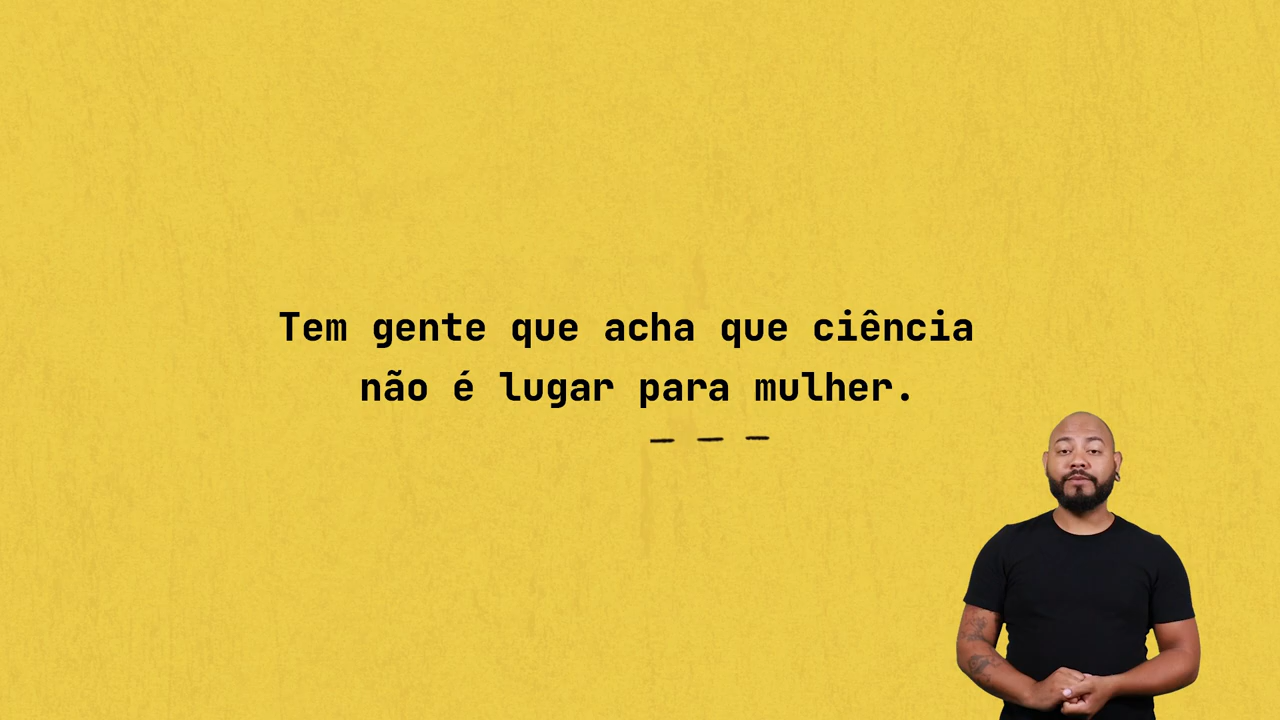 Tem gente que acha que ciência
não é lugar para mulher.